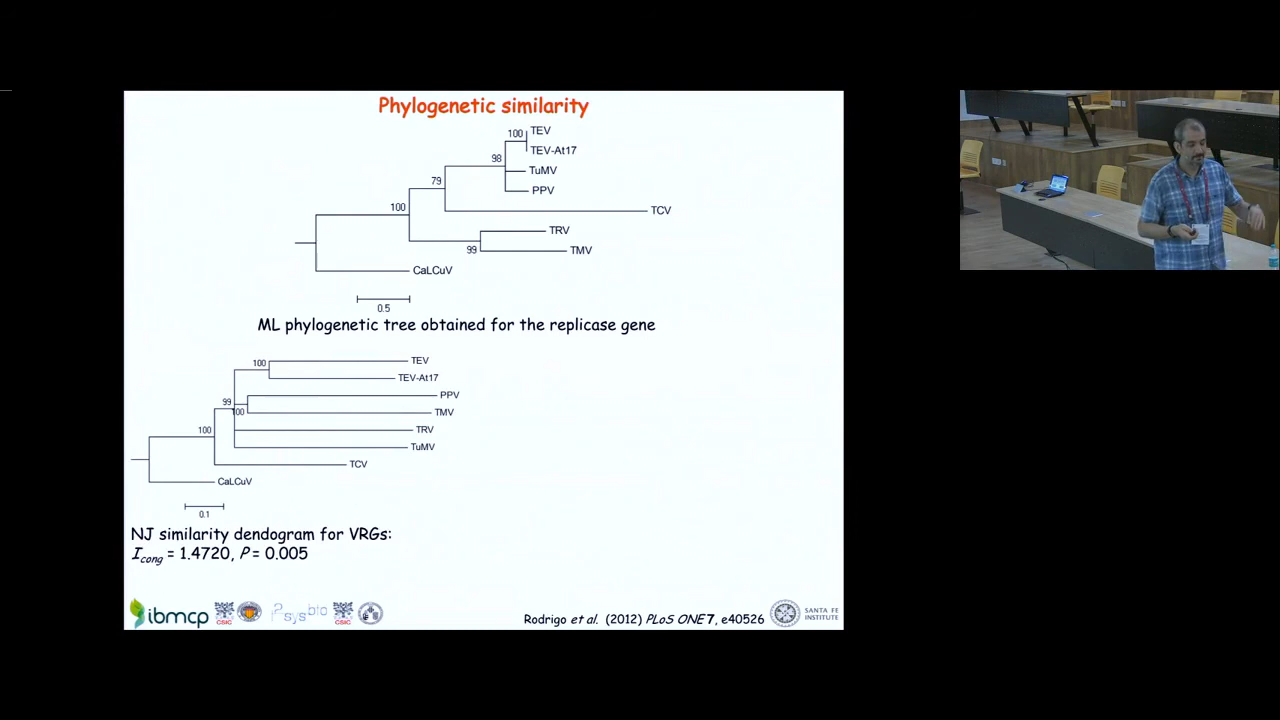 Phylogenetic similarity
100
TEV
TEV-At17
98
TuMV
79
PPV
100
TCV
TRV
99
TMV
CaLCuV
0.5
ML phylogenetic tree obtained for the replicase gene
100
TEV
TEV-At17
99
PPV
100
TMV
100
TRV
TuMV
TCV
CaLCuV
0.1
NJ similarity dendogram for VRGs:
Icong = 1.4720, P = 0.005
ibmcp
CSIC
sysbio
CSIC
Rodrigo et al. (2012) PLoS ONE 7, e40526
SANTA FE
INSTITUTE